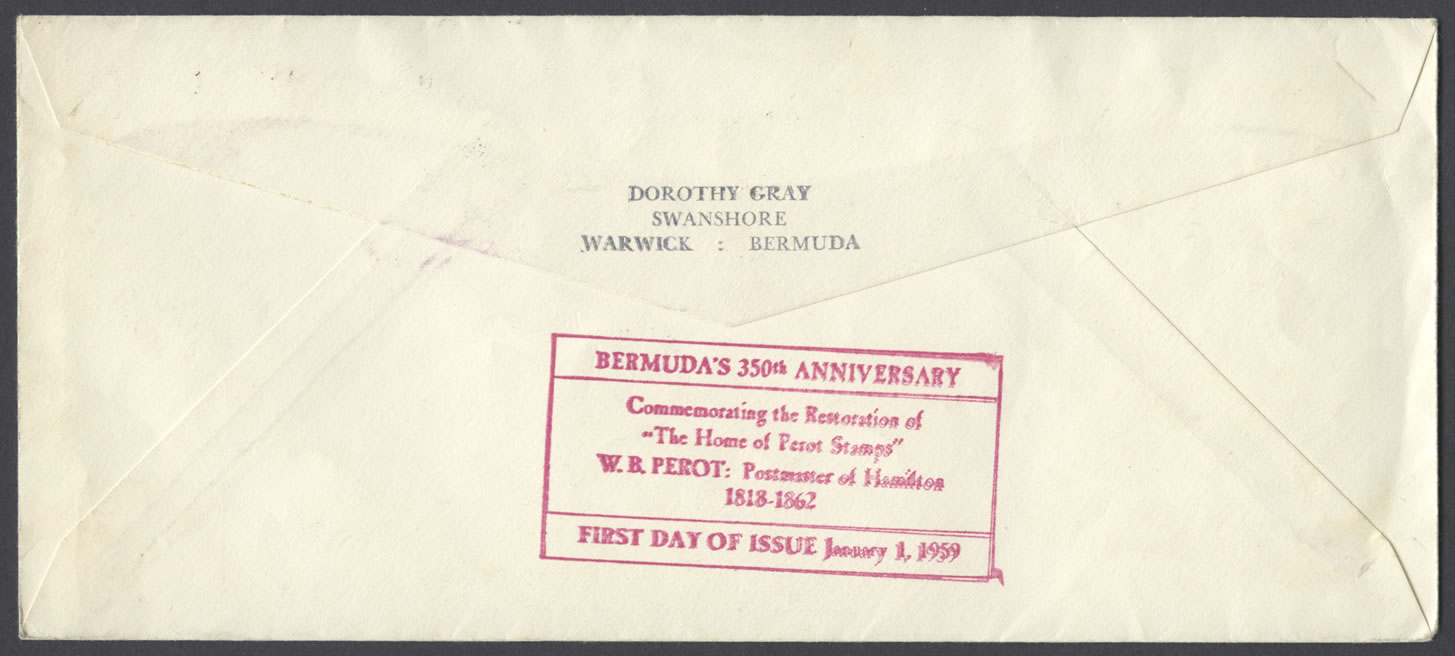 DOROTHY GRAY
SWANSHORE
WARWICK : BERMUDA
BERMUDA'S 350th ANNIVERSARY
Commemorating the Restoration of
"The Home of Perot Stamps"
W. B. PEROT: Postmaster of Hamilton
1818-1862
FIRST DAY OF ISSUE January 1, 1959